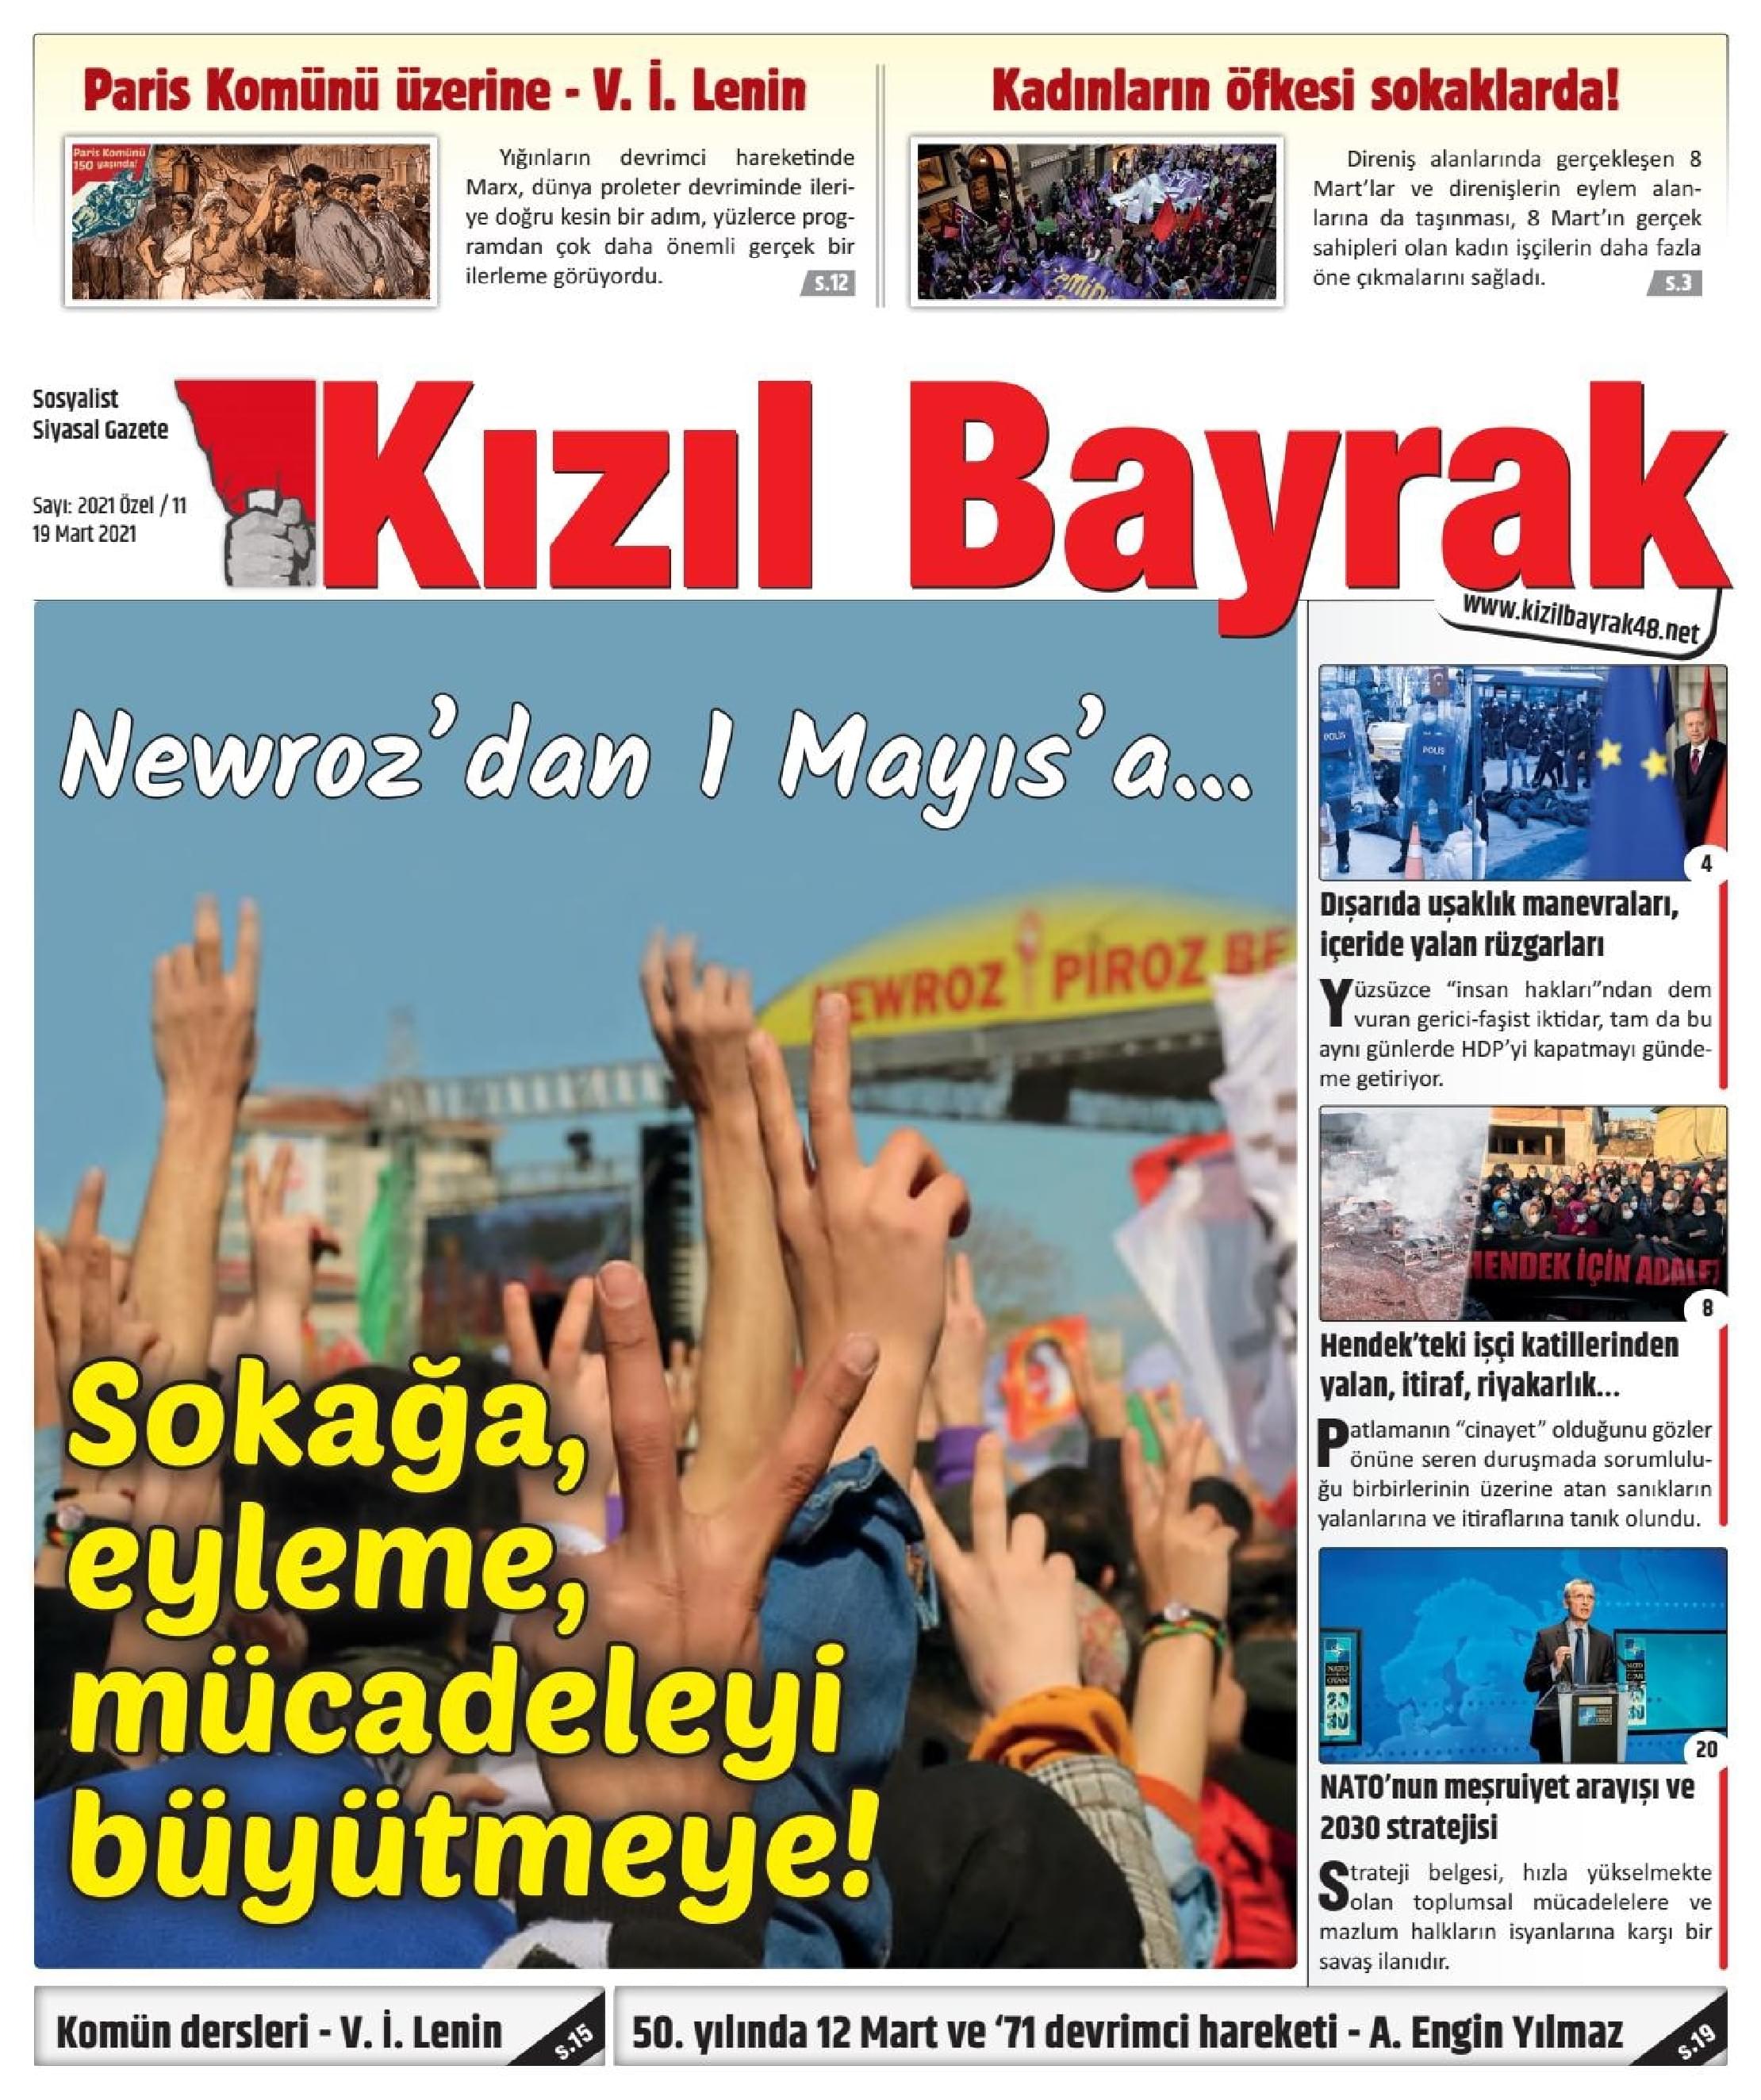 Paris Komünü üzerine - V. İ. Lenin
Paris Komünü
150 yaşında!
Yığınların devrimci hareketinde
Marx, dünya proleter devriminde ileri-
ye doğru kesin bir adım, yüzlerce prog-
ramdan çok daha önemli gerçek bir
ilerleme görüyordu.
s.12
Kadınların öfkesi sokaklarda!
Direniş alanlarında gerçekleşen 8
Mart’lar ve direnişlerin eylem alan-
larına da taşınması, 8 Mart’ın gerçek
sahipleri olan kadın işçilerin daha fazla
öne çıkmalarını sağladı.
s.3
Sosyalist
Siyasal Gazete
Sayı: 2021 Özel / 11
19 Mart 2021
Kızıl Bayrak
www.kizilbayrak48.net
Newroz’dan 1 Mayıs’a...
NEWROZ PİROZ BE
Sokağa,
eyleme,
mücadeleyi
büyütmeye!
POLİS
POLİS
4
Dışarıda uşaklık manevraları,
içeride yalan rüzgarları
Yüzsüzce “insan hakları”ndan dem
vuran gerici-faşist iktidar, tam da bu
aynı günlerde HDP’yi kapatmayı günde-
me getiriyor.
HENDEK İÇİN ADALET
8
Hendek’teki işçi katillerinden
yalan, itiraf, riyakarlık...
Patlamanın “cinayet” olduğunu gözler
önüne seren duruşmada sorumlulu-
ğu birbirlerinin üzerine atan sanıkların
yalanlarına ve itiraflarına tanık olundu.
NATO
OTAN
20
30
20
NATO’nun meşruiyet arayışı ve
2030 stratejisi
Strateji belgesi, hızla yükselmekte
olan toplumsal mücadelelere ve
mazlum halkların isyanlarına karşı bir
savaş ilanıdır.
Komün dersleri - V. İ. Lenin
s.15
50. yılında 12 Mart ve ‘71 devrimci hareketi - A. Engin Yılmaz
s.19